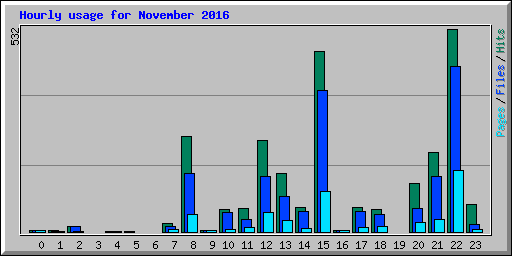 Hourly usage for November 2016
532
Pages/Files/Hits
0 1 2 3 4 5 6 7 8 9 10 11 12 13 14 15 16 17 18 19 20 21 22 23